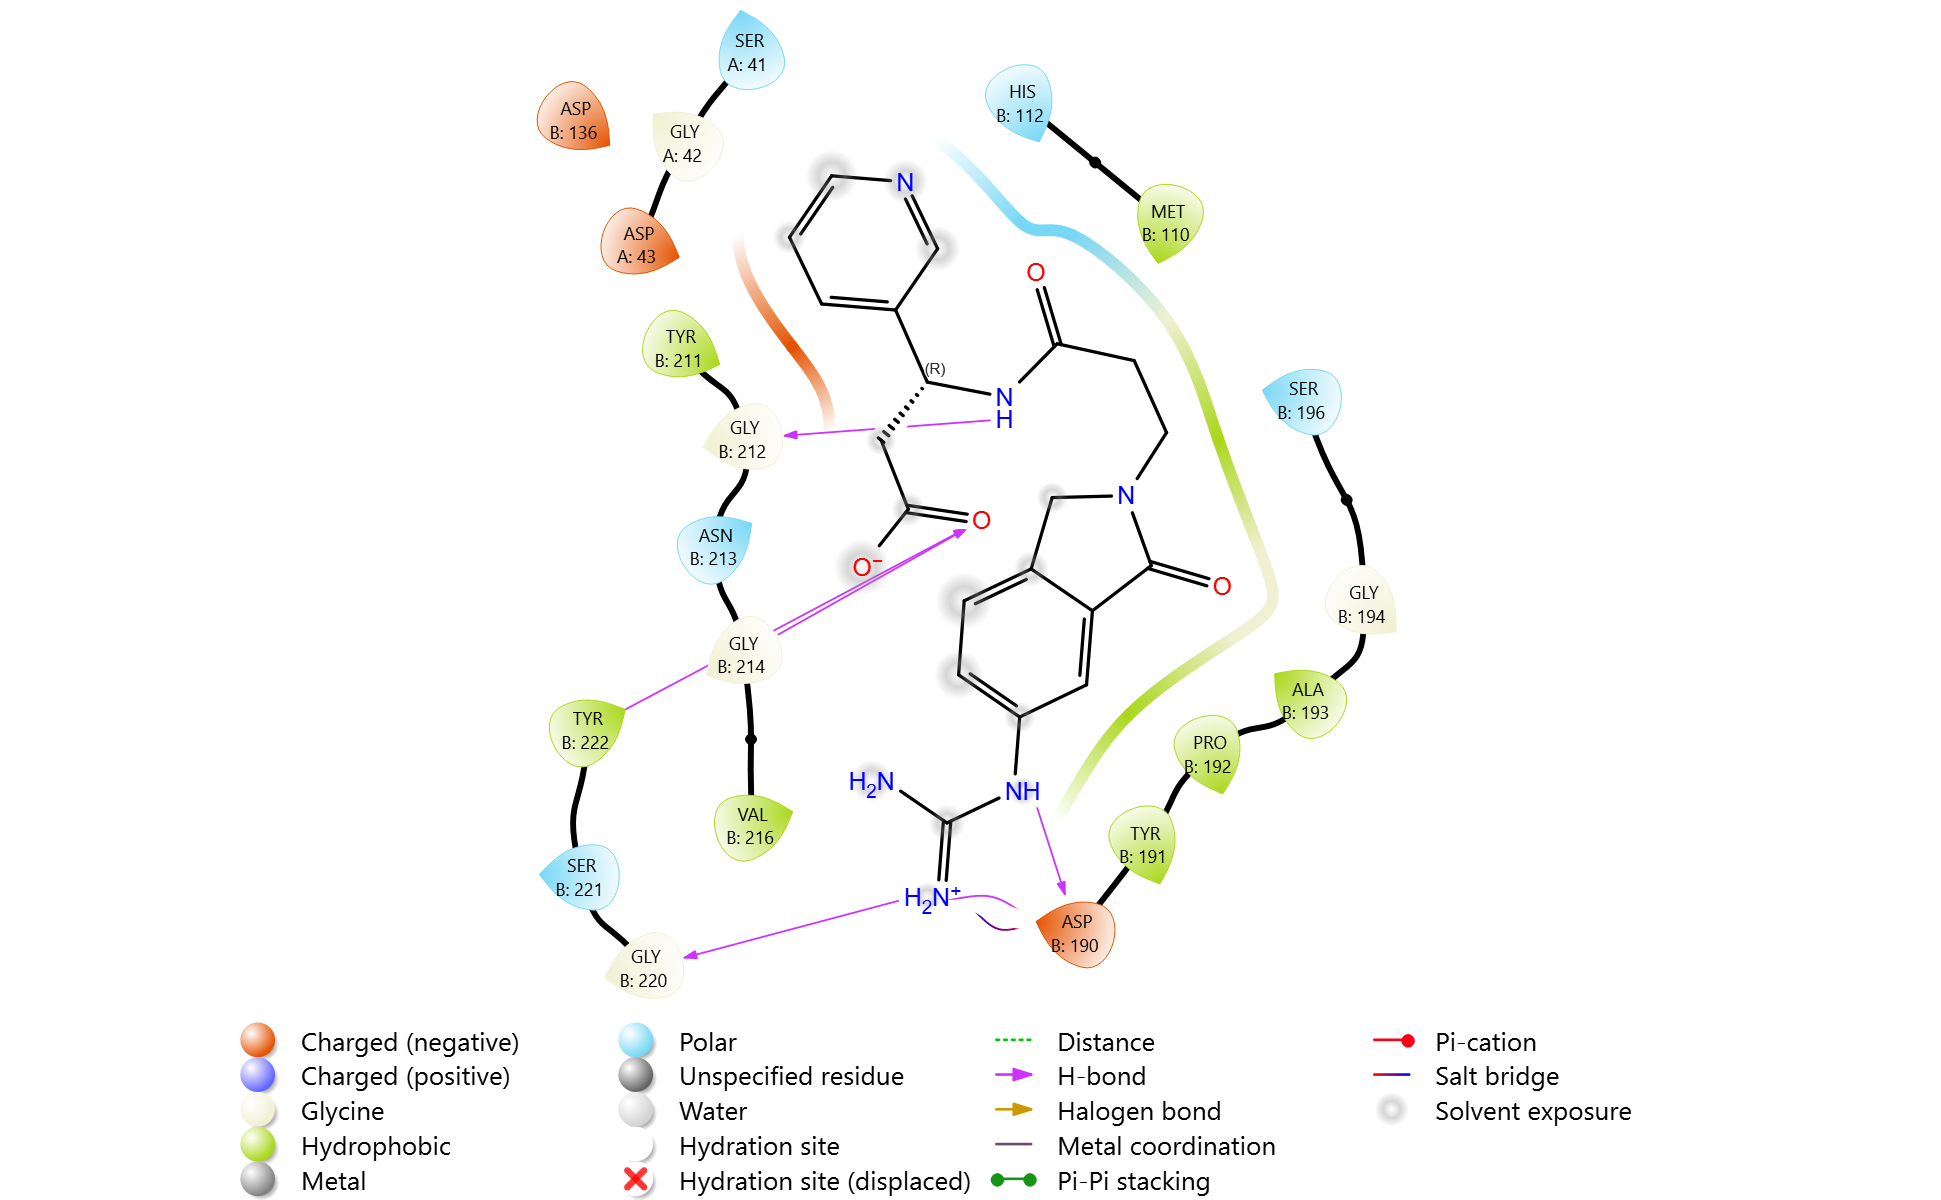 SER
A: 41
HIS
B: 112
ASP
B: 136
GLY
A: 42
N
MET
B: 110
ASP
A: 43
O
TYR
B: 211
(R)
SER
B: 196
N
H
GLY
B: 212
N
O
ASN
B: 213
O−
O
GLY
B: 194
GLY
B: 214
ALA
B: 193
TYR
B: 222
PRO
B: 192
H2N
NH
VAL
B: 216
TYR
B: 191
SER
B: 221
H2N+
ASP
B: 190
GLY
B: 220
Charged (negative)
Charged (positive)
Glycine
Hydrophobic
Metal
Polar
Unspecified residue
Water
Hydration site
Hydration site (displaced)
Distance
H-bond
Halogen bond
Metal coordination
Pi-Pi stacking
Pi-cation
Salt bridge
Solvent exposure